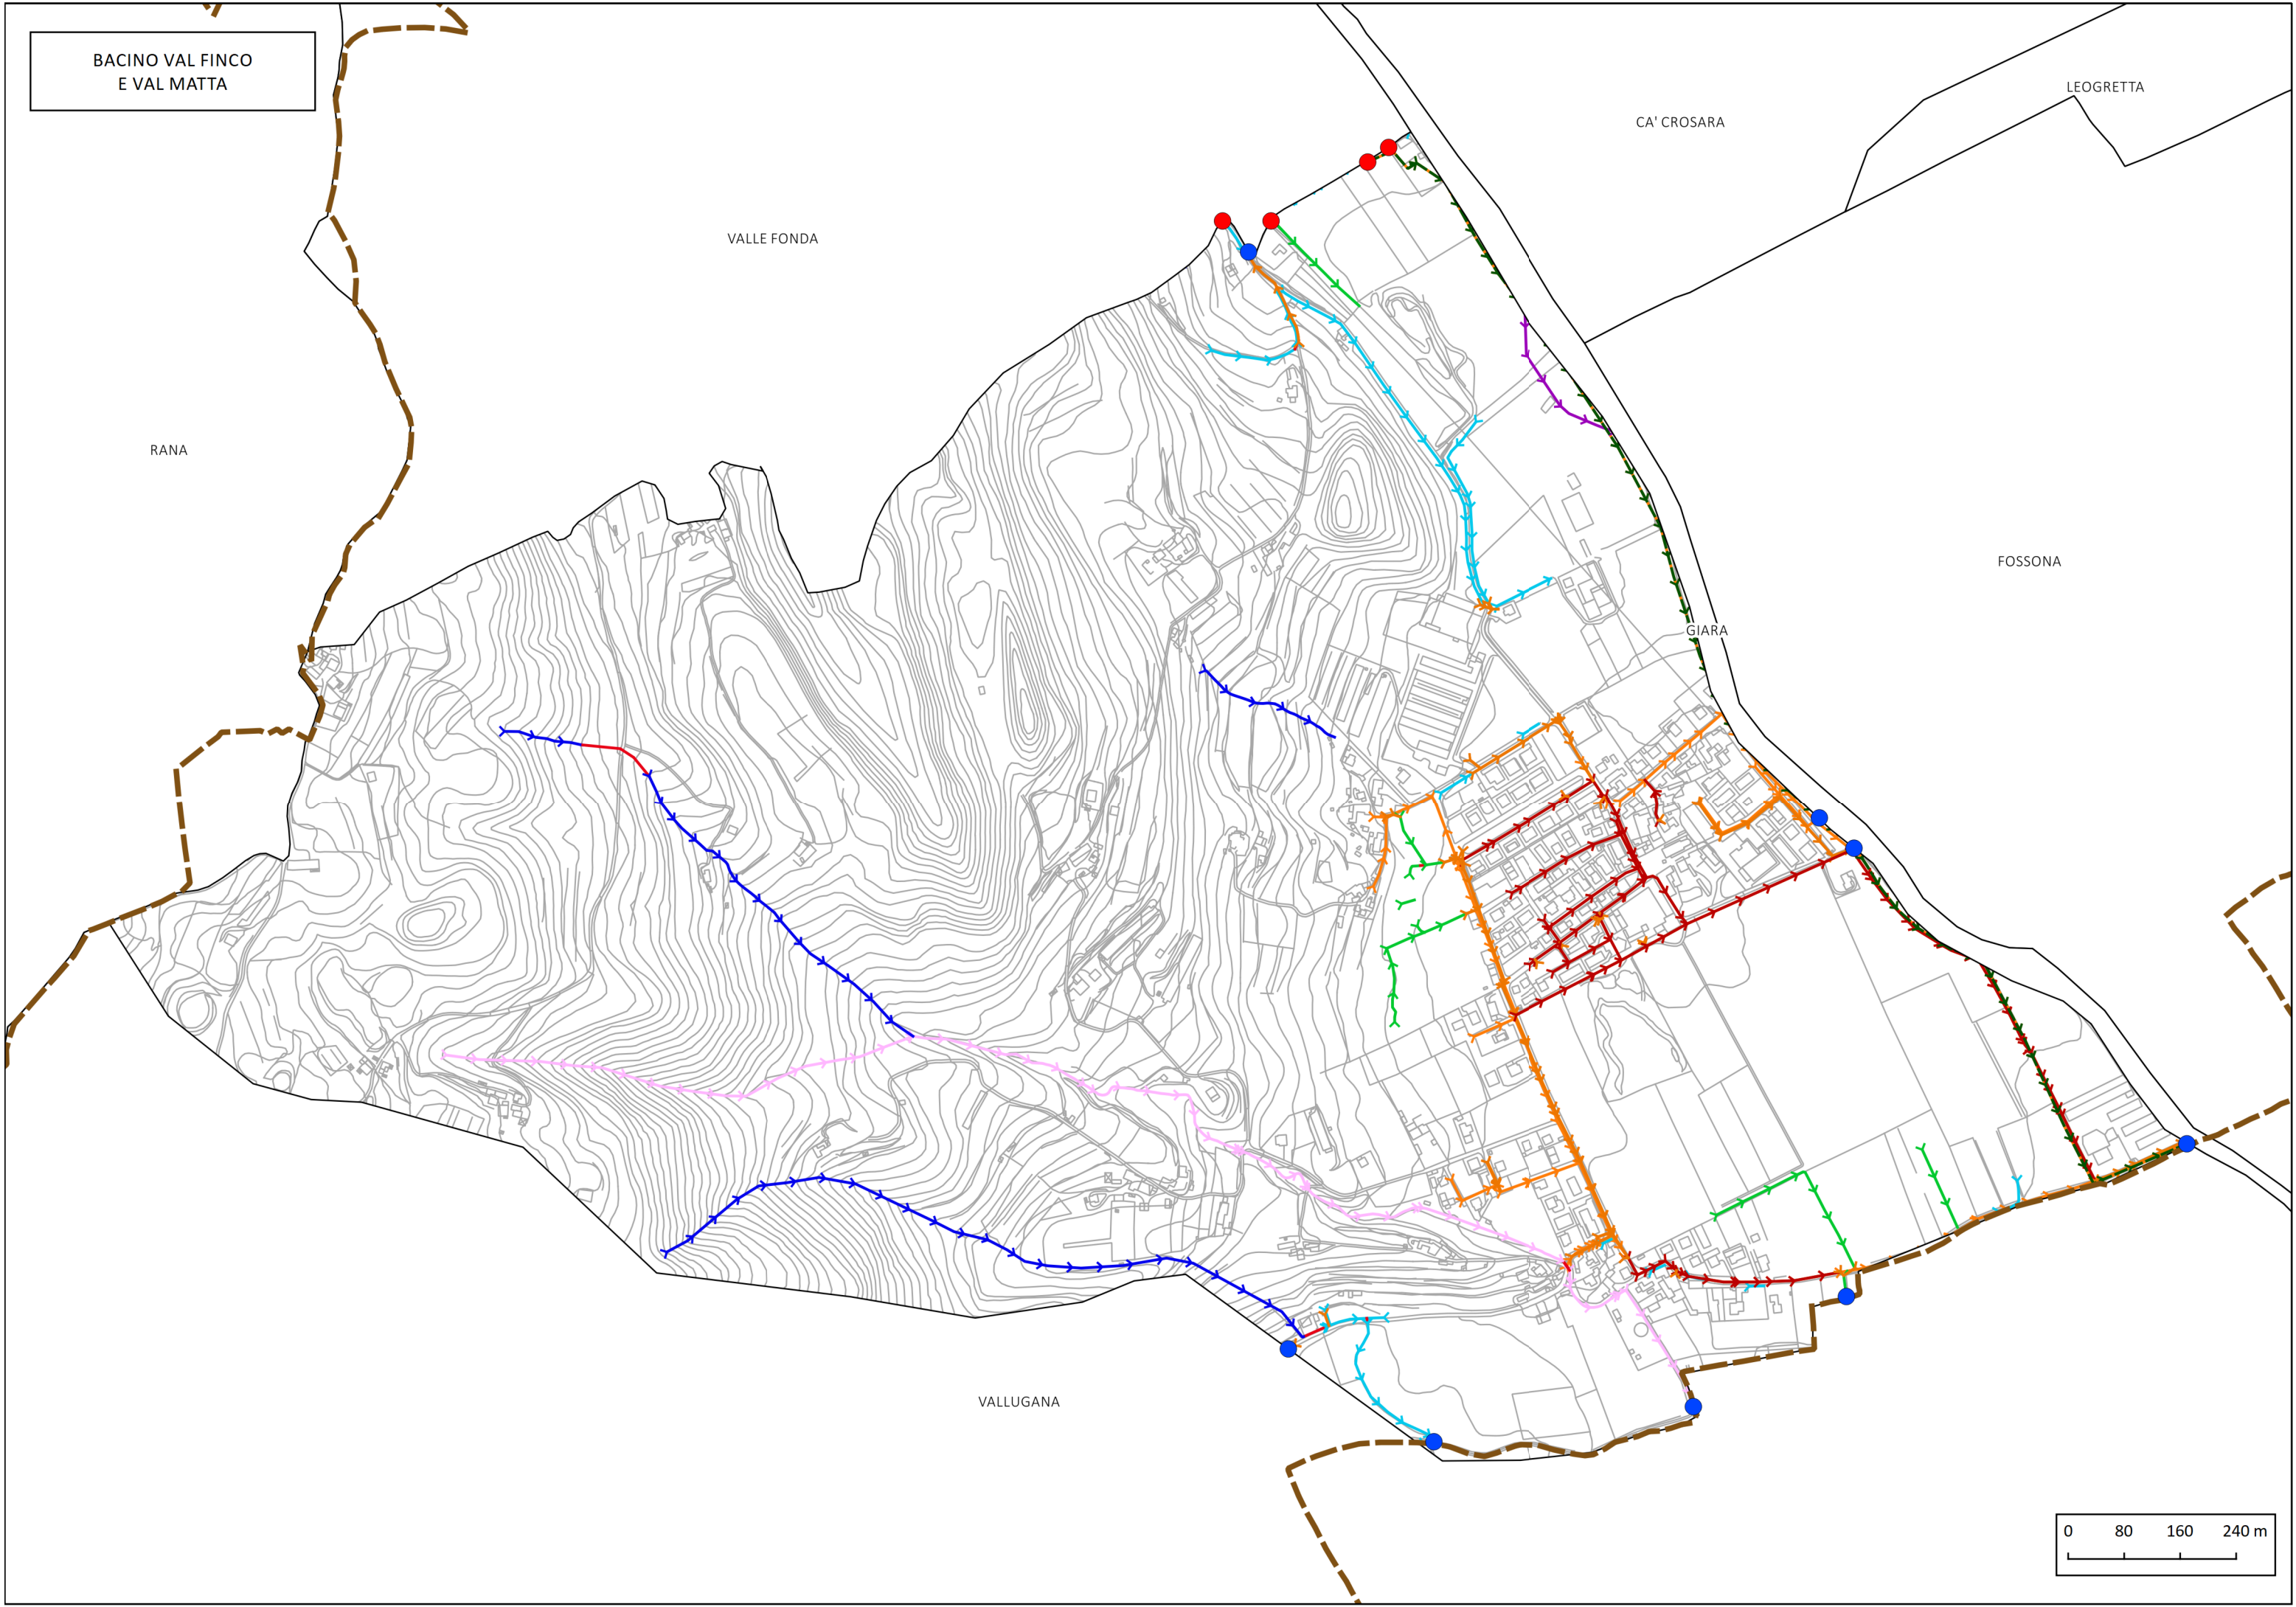 BACINO VAL FINCO
E VAL MATTA
LEOGRETTA
CA' CROSARA
VALLE FONDA
RANA
FOSSONA
GIARA
VALLUGANA
0 80 160 240 m